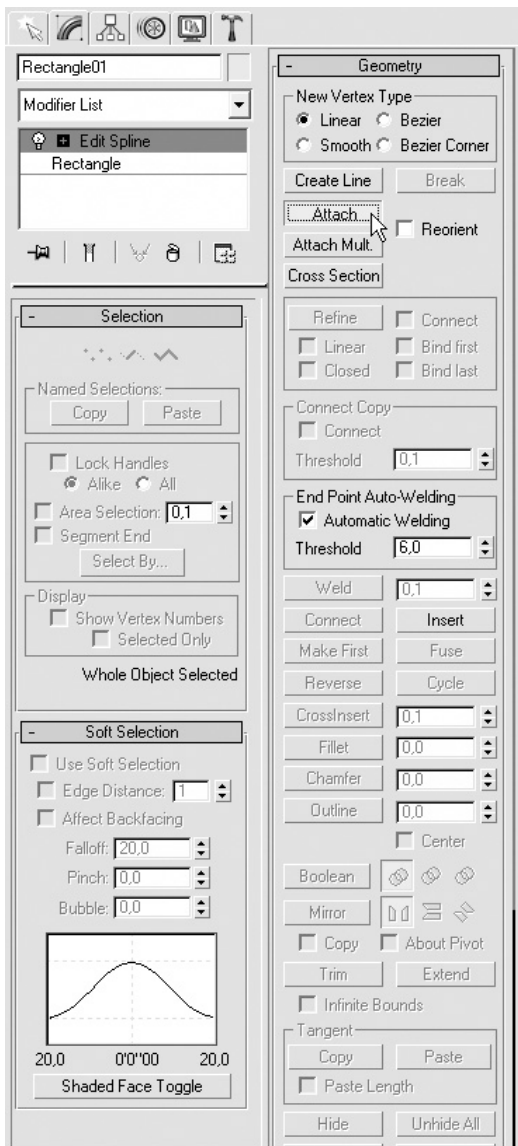 Rectangle01
Modifier List
Edit Spline
Rectangle
- Selection
Named Selections:
Copy Paste
Lock Handles
Alike All
Area Selection: 0,1
Segment End
Select By...
Display
Show Vertex Numbers
Selected Only
Whole Object Selected
- Soft Selection
Use Soft Selection
Edge Distance: 1
Affect Backfacing
Falloff: 20,0
Pinch: 0,0
Bubble: 0,0
20,0 0'0''00 20,0
Shaded Face Toggle
- Geometry
New Vertex Type
Linear Bezier
Smooth Bezier Corner
Create Line Break
Attach
Reorient
Attach Mult.
Cross Section
Refine Connect
Linear Bind first
Closed Bind last
Connect Copy
Connect
Threshold 0,1
End Point Auto-Welding
Automatic Welding
Threshold 6,0
Weld 0,1
Connect Insert
Make First Fuse
Reverse Cycle
CrossInsert 0,1
Fillet 0,0
Chamfer 0,0
Outline 0,0
Center
Boolean
Mirror
Copy About Pivot
Trim Extend
Infinite Bounds
Tangent
Copy Paste
Paste Length
Hide Unhide All